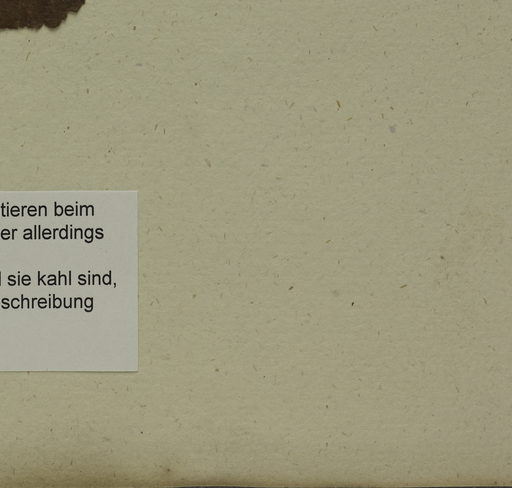 tieren beim
er allerdings
sie kahl sind,
schreibung